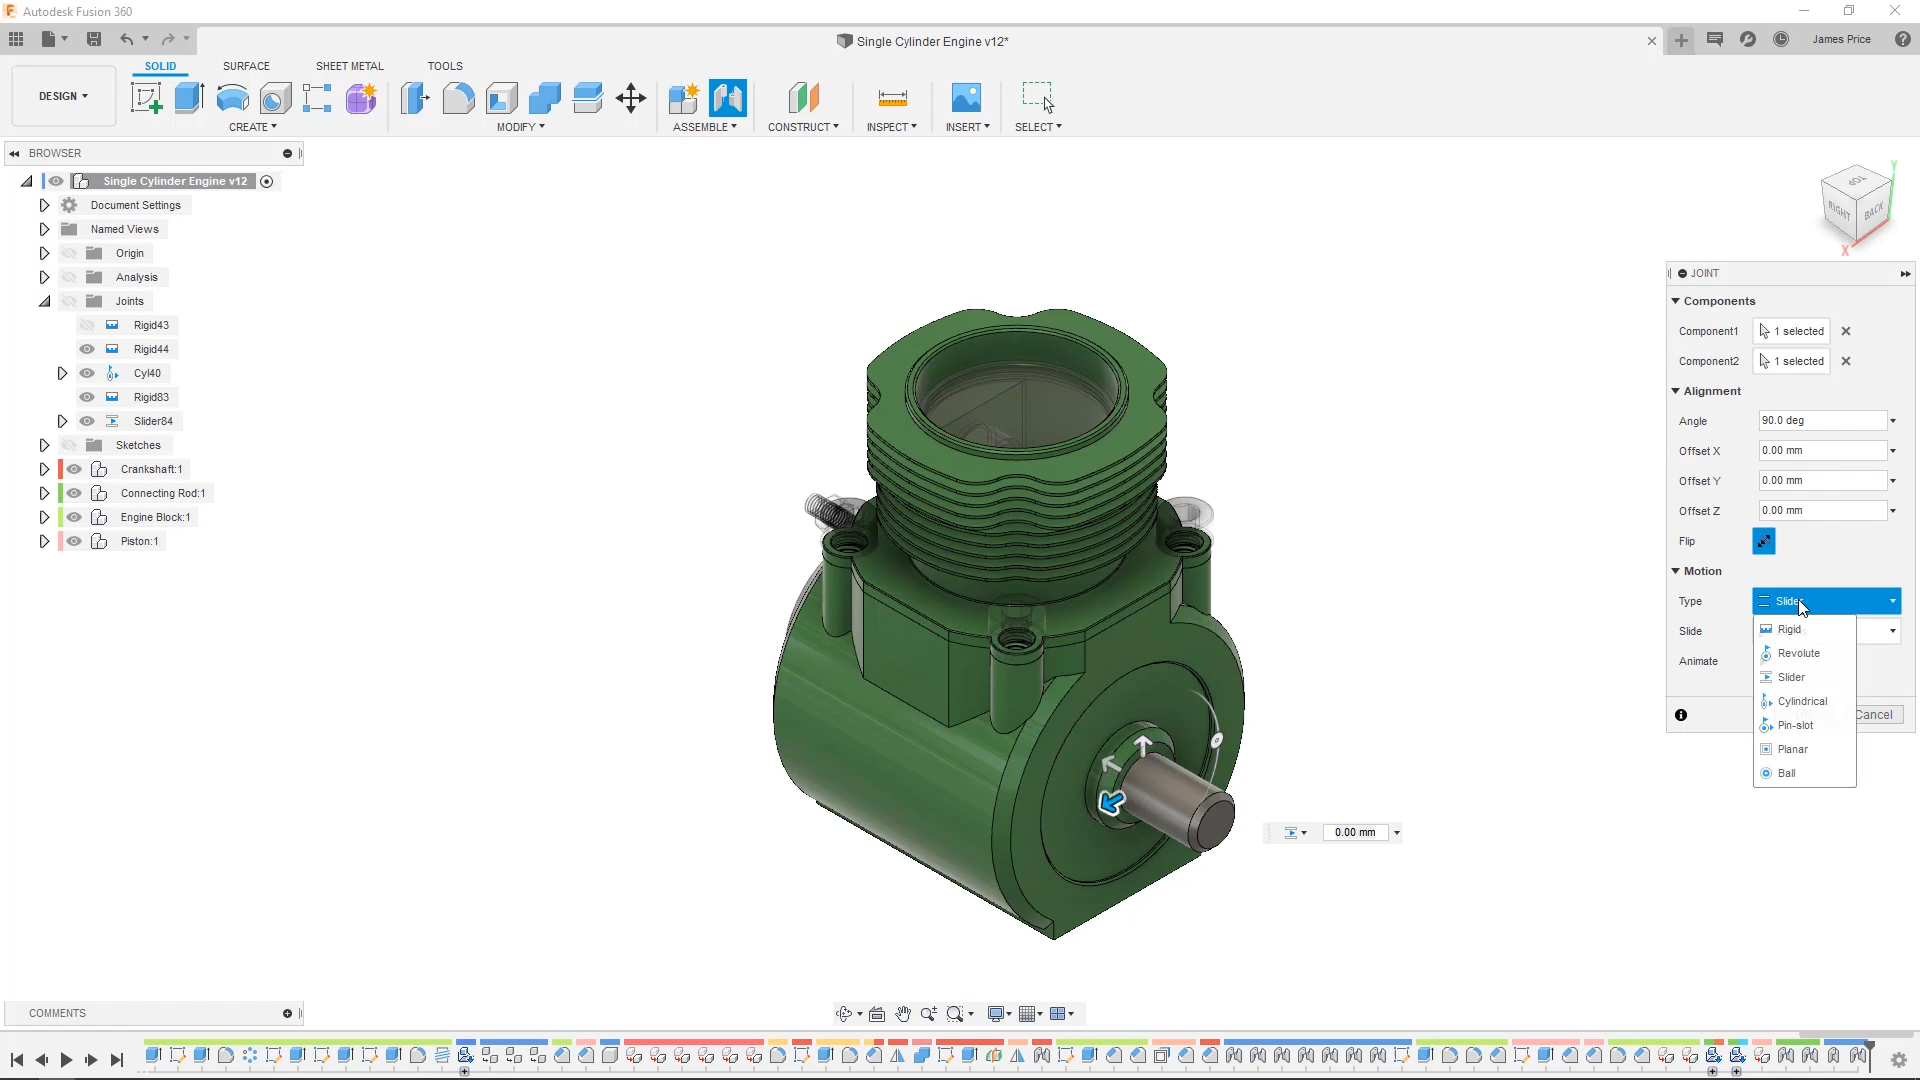 Autodesk Fusion 360
Single Cylinder Engine v12*
James Price
SOLID
SURFACE
SHEET METAL
TOOLS
DESIGN
CREATE
MODIFY
ASSEMBLE
CONSTRUCT
INSPECT
INSERT
SELECT
BROWSER
Single Cylinder Engine v12
Document Settings
Named Views
Origin
Analysis
Joints
Rigid43
Rigid44
Cyl40
Rigid83
Slider84
Sketches
Crankshaft:1
Connecting Rod:1
Engine Block:1
Piston:1
TOP
RIGHT
BACK
Y
X
JOINT
Components
Component1 1 selected
Component2 1 selected
Alignment
Angle 90.0 deg
Offset X 0.00 mm
Offset Y 0.00 mm
Offset Z 0.00 mm
Flip
Motion
Type Slider
Slide
Animate
Rigid
Revolute
Slider
Cylindrical
Pin-slot
Planar
Ball
Cancel
0.00 mm
COMMENTS